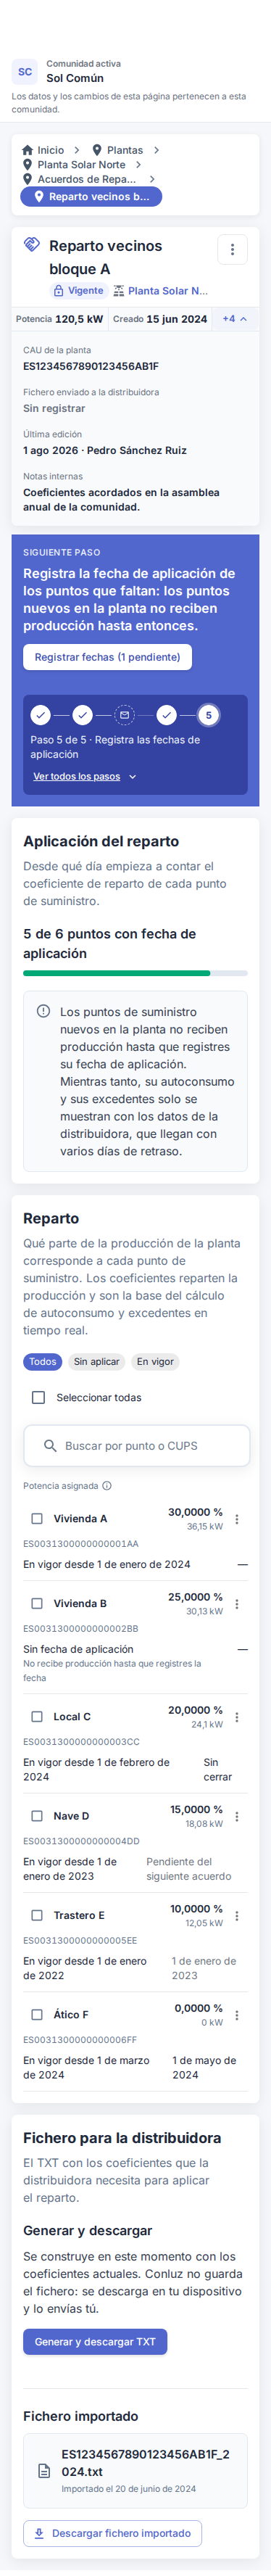 SC
Comunidad activa
Sol Común
Los datos y los cambios de esta página pertenecen a esta
comunidad.
Inicio
Plantas
Planta Solar Norte
Acuerdos de Repa...
Reparto vecinos b...
Reparto vecinos
bloque A
Vigente
Planta Solar N...
Potencia 120,5 kW
Creado 15 jun 2024
+4
CAU de la planta
ES1234567890123456AB1F
Fichero enviado a la distribuidora
Sin registrar
Última edición
1 ago 2026 · Pedro Sánchez Ruiz
Notas internas
Coeficientes acordados en la asamblea
anual de la comunidad.
SIGUIENTE PASO
Registra la fecha de aplicación de
los puntos que faltan: los puntos
nuevos en la planta no reciben
producción hasta entonces.
Registrar fechas (1 pendiente)
5
Paso 5 de 5 · Registra las fechas de
aplicación
Ver todos los pasos
Aplicación del reparto
Desde qué día empieza a contar el
coeficiente de reparto de cada punto
de suministro.
5 de 6 puntos con fecha de
aplicación
Los puntos de suministro
nuevos en la planta no reciben
producción hasta que registres
su fecha de aplicación.
Mientras tanto, su autoconsumo
y sus excedentes solo se
muestran con los datos de la
distribuidora, que llegan con
varios días de retraso.
Reparto
Qué parte de la producción de la planta
corresponde a cada punto de
suministro. Los coeficientes reparten la
producción y son la base del cálculo
de autoconsumo y excedentes en
tiempo real.
Todos
Sin aplicar
En vigor
Seleccionar todas
Buscar por punto o CUPS
Potencia asignada
Vivienda A
30,0000 %
36,15 kW
ES0031300000000001AA
En vigor desde 1 de enero de 2024
—
Vivienda B
25,0000 %
30,13 kW
ES0031300000000002BB
Sin fecha de aplicación
—
No recibe producción hasta que registres la
fecha
Local C
20,0000 %
24,1 kW
ES0031300000000003CC
En vigor desde 1 de febrero de
2024
Sin
cerrar
Nave D
15,0000 %
18,08 kW
ES0031300000000004DD
En vigor desde 1 de
enero de 2023
Pendiente del
siguiente acuerdo
Trastero E
10,0000 %
12,05 kW
ES0031300000000005EE
En vigor desde 1 de enero
de 2022
1 de enero de
2023
Ático F
0,0000 %
0 kW
ES0031300000000006FF
En vigor desde 1 de marzo
de 2024
1 de mayo de
2024
Fichero para la distribuidora
El TXT con los coeficientes que la
distribuidora necesita para aplicar
el reparto.
Generar y descargar
Se construye en este momento con los
coeficientes actuales. Conluz no guarda
el fichero: se descarga en tu dispositivo
y lo envías tú.
Generar y descargar TXT
Fichero importado
ES1234567890123456AB1F_2
024.txt
Importado el 20 de junio de 2024
Descargar fichero importado